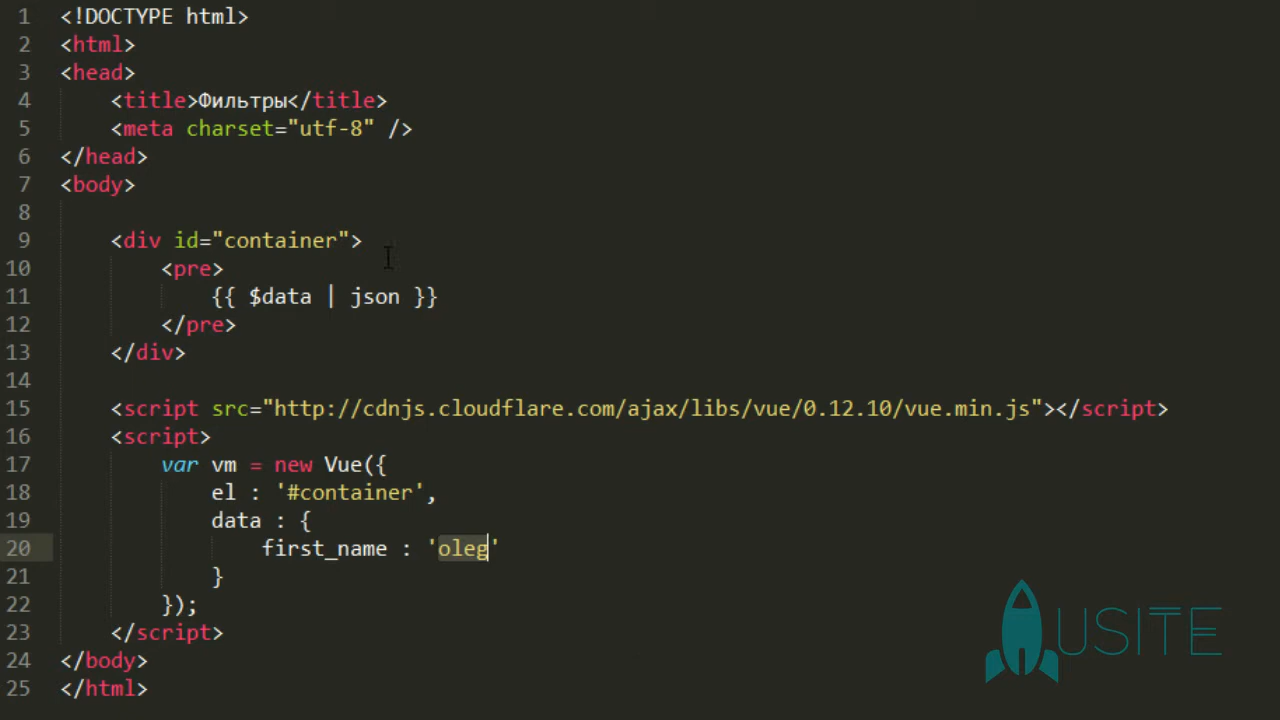 1 <!DOCTYPE html>
2 <html>
3 <head>
4     <title>Фильтры</title>
5     <meta charset="utf-8" />
6 </head>
7 <body>
8
9     <div id="container">
10         <pre>
11             {{ $data | json }}
12         </pre>
13     </div>
14
15     <script src="http://cdnjs.cloudflare.com/ajax/libs/vue/0.12.10/vue.min.js"></script>
16     <script>
17         var vm = new Vue({
18             el : '#container',
19             data : {
20                 first_name : 'oleg'
21             }
22         });
23     </script>
24 </body>
25 </html>
USITE